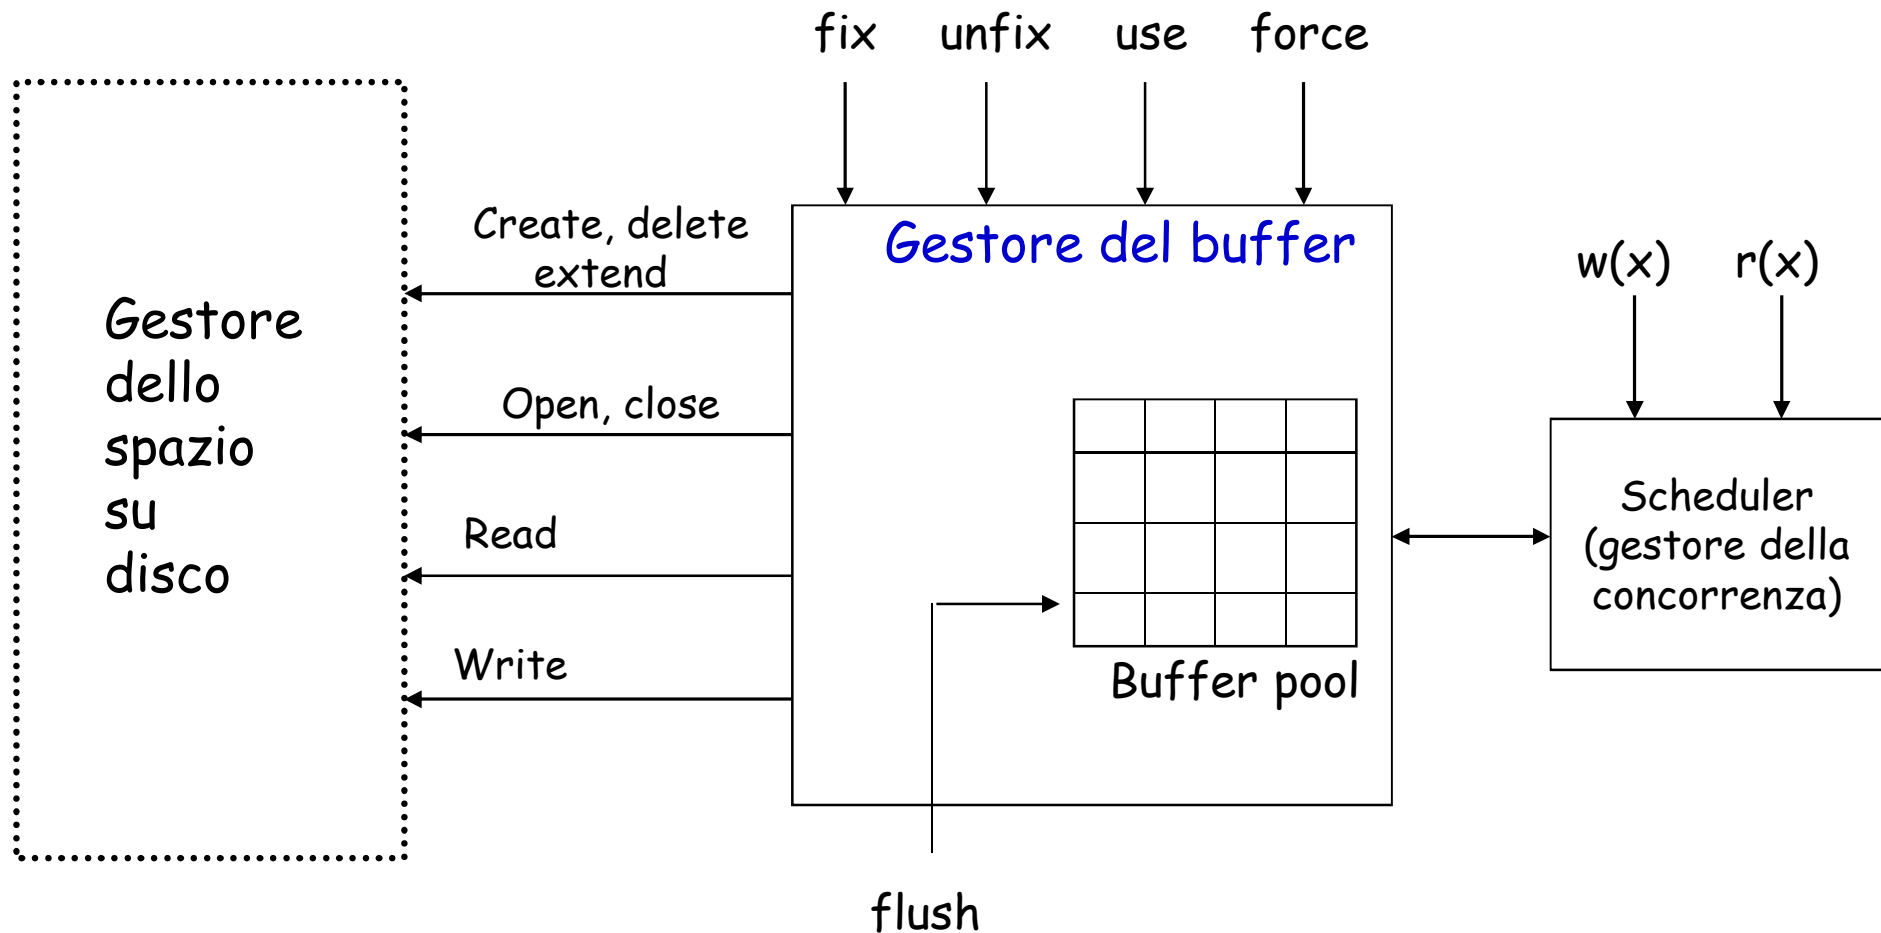 fix unfix use force
Create, delete
extend
Gestore del buffer
w(x) r(x)
Gestore
dello
spazio
su
disco
Open, close
Read
Write
Scheduler
(gestore della
concorrenza)
Buffer pool
flush